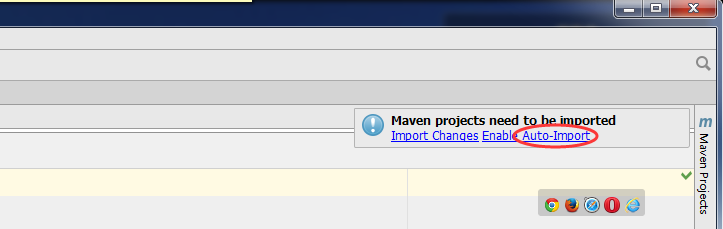 Maven projects need to be imported
Import Changes Enable Auto-Import
m
Maven Projects